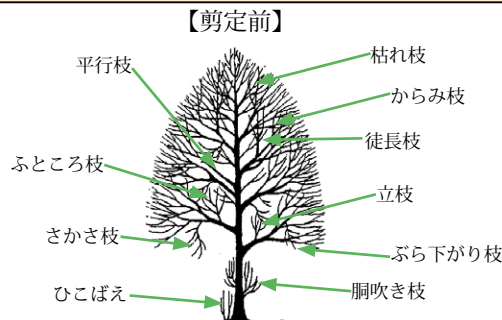 【剪定前】
平行枝
枯れ枝
からみ枝
徒長枝
ふところ枝
立枝
さかさ枝
ぶら下がり枝
ひこばえ
胴吹き枝